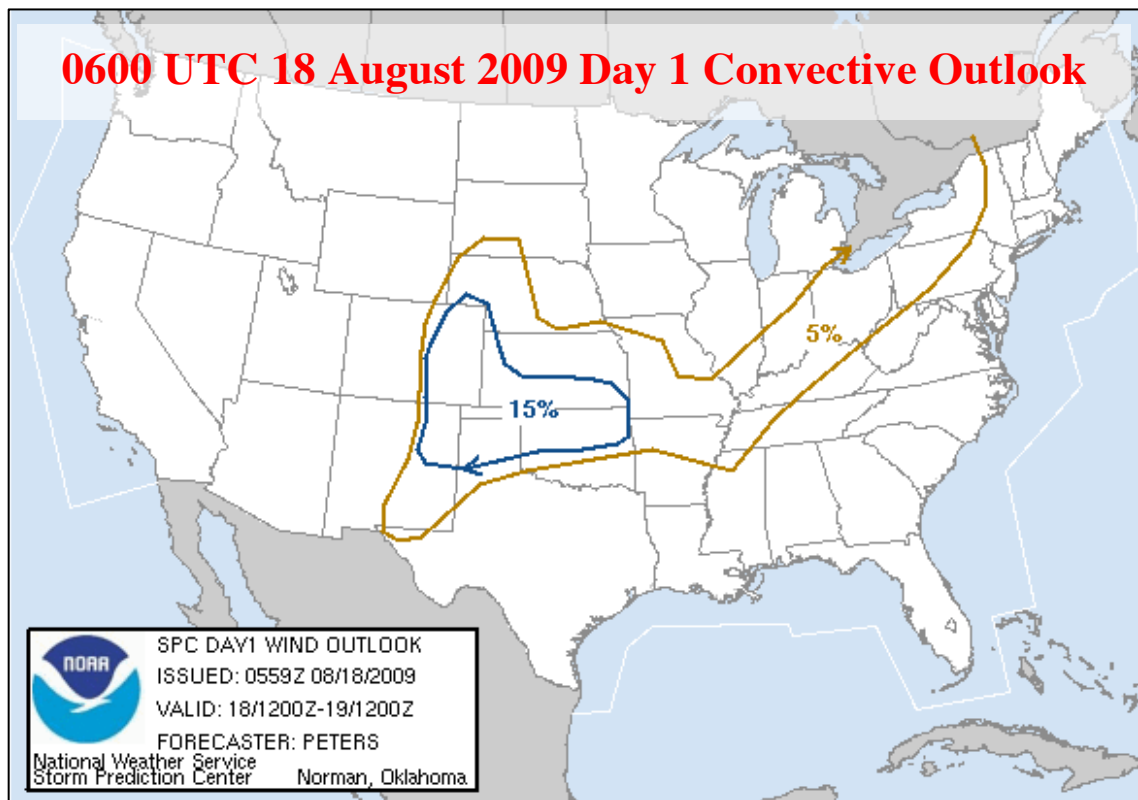 0600 UTC 18 August 2009 Day 1 Convective Outlook
5%
15%
NOAA
SPC DAY1 WIND OUTLOOK
ISSUED: 0559Z 08/18/2009
VALID: 18/1200Z-19/1200Z
FORECASTER: PETERS
National Weather Service
Storm Prediction Center Norman, Oklahoma